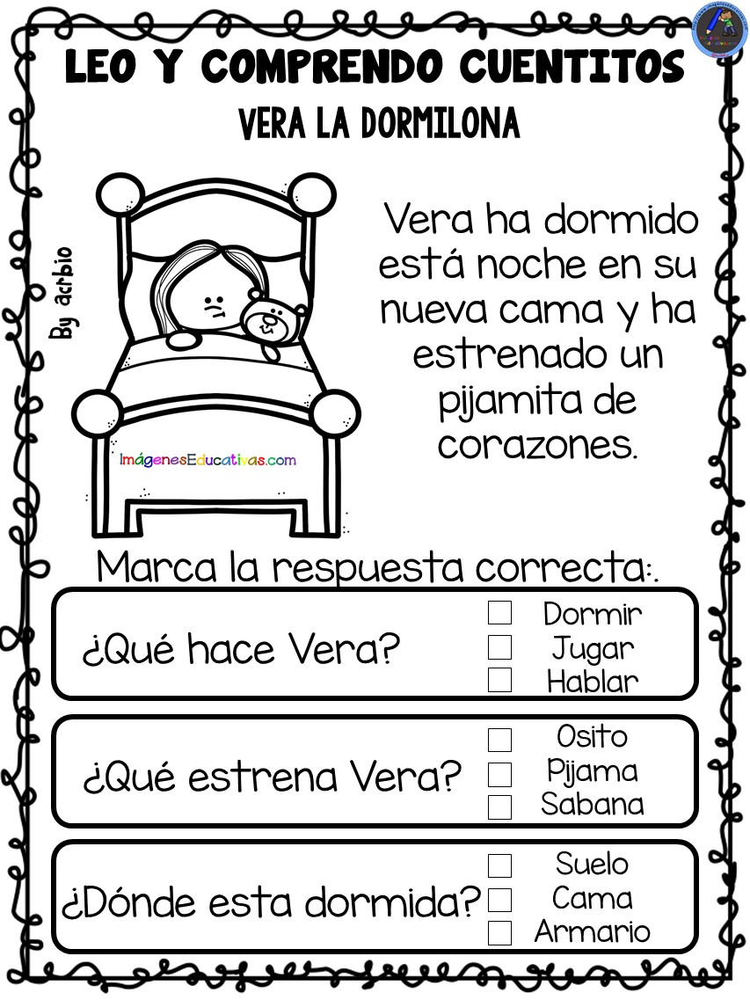 LEO Y COMPRENDO CUENTITOS
VERA LA DORMILONA
By acrbio
Vera ha dormido
está noche en su
nueva cama y ha
estrenado un
pijamita de
corazones.
ImágenesEducativas.com
Marca la respuesta correcta:.
¿Qué hace Vera?
Dormir
Jugar
Hablar
¿Qué estrena Vera?
Osito
Pijama
Sabana
¿Dónde esta dormida?
Suelo
Cama
Armario